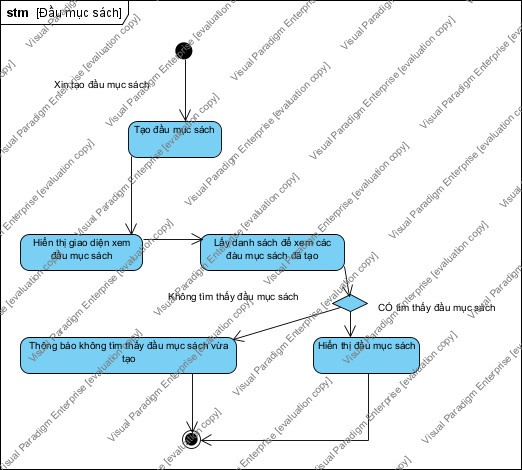 stm [Đầu mục sách]
Xin tạo đầu mục sách
Tạo đầu mục sách
Hiển thị giao diện xem
đầu mục sách
Lấy danh sách để xem các
đàu mục sách đã tạo
Không tìm thấy đầu mục sách
CÓ tìm thấy đầu mục sách
Thông báo không tìm thấy đầu mục sách vừa
tạo
Hiển thị đầu mục sách
Visual Paradigm Enterprise [evaluation copy]